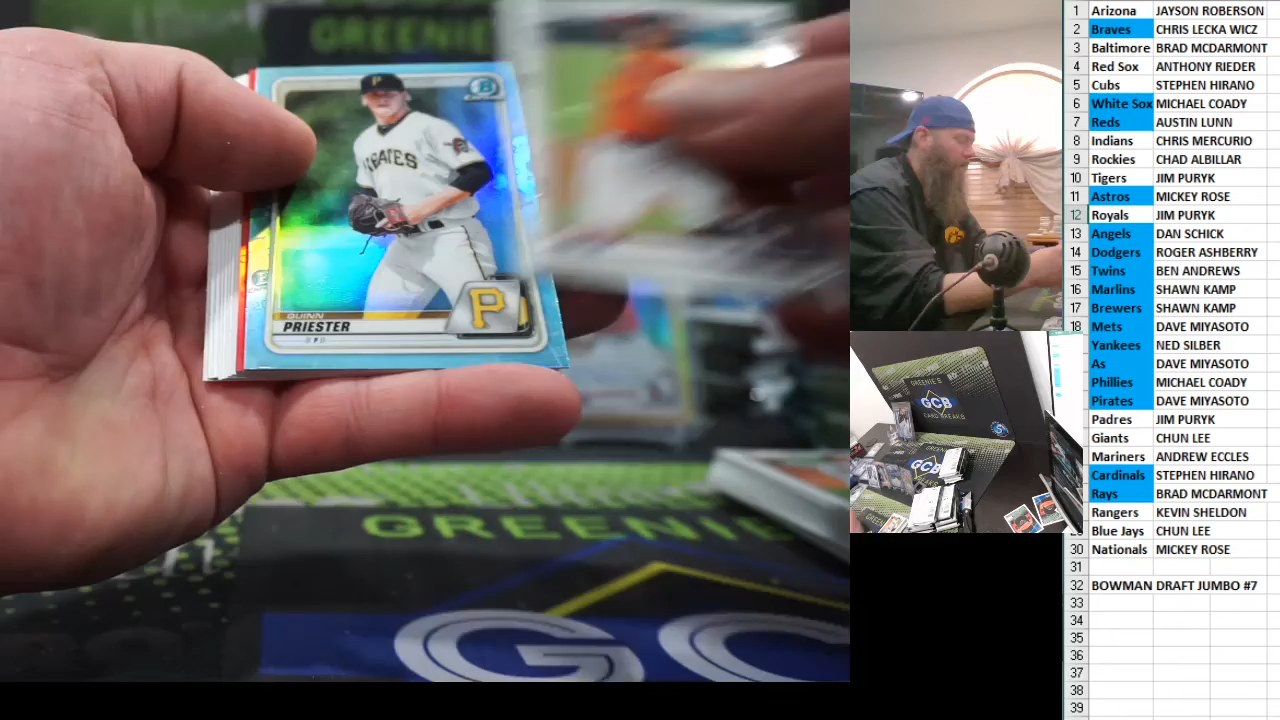 GREENIE
P
PIRATES
B
QUINN
PRIESTER
P
GREENIE
GC
GREENIE'S
GCB
CARD BREAKS
GCB
1 Arizona JAYSON ROBERSON
2 Braves CHRIS LECKA WICZ
3 Baltimore BRAD MCDARMONT
4 Red Sox ANTHONY RIEDER
5 Cubs STEPHEN HIRANO
6 White Sox MICHAEL COADY
7 Reds AUSTIN LUNN
8 Indians CHRIS MERCURIO
9 Rockies CHAD ALBILLAR
10 Tigers JIM PURYK
11 Astros MICKEY ROSE
12 Royals JIM PURYK
13 Angels DAN SCHICK
14 Dodgers ROGER ASHBERRY
15 Twins BEN ANDREWS
16 Marlins SHAWN KAMP
17 Brewers SHAWN KAMP
18 Mets DAVE MIYASOTO
Yankees NED SILBER
As DAVE MIYASOTO
Phillies MICHAEL COADY
Pirates DAVE MIYASOTO
Padres JIM PURYK
Giants CHUN LEE
Mariners ANDREW ECCLES
Cardinals STEPHEN HIRANO
Rays BRAD MCDARMONT
Rangers KEVIN SHELDON
Blue Jays CHUN LEE
30 Nationals MICKEY ROSE
31
32 BOWMAN DRAFT JUMBO #7
33
34
35
36
37
38
39